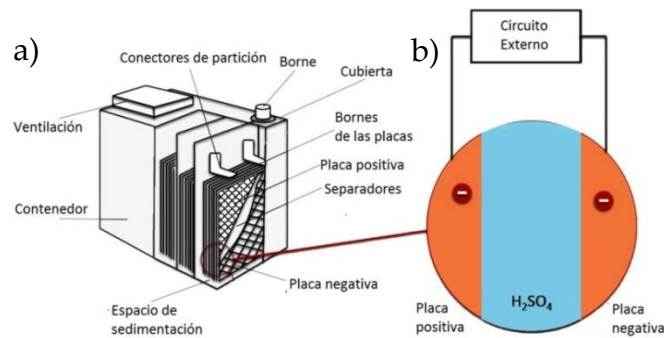 a)
Conectores de partición
Borne
Cubierta
Ventilación
Bornes
de las placas
Placa positiva
Separadores
Contenedor
Placa negativa
Espacio de
sedimentación
b)
Circuito
Externo
H₂SO₄
Placa
positiva
Placa
negativa